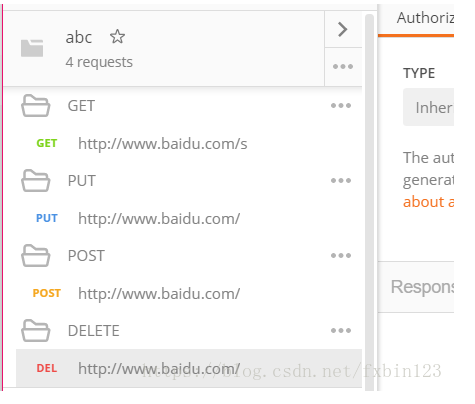 abc
4 requests
GET
GET http://www.baidu.com/s
PUT
PUT http://www.baidu.com/
POST
POST http://www.baidu.com/
DELETE
DEL http://www.baidu.com/
Authoriz
TYPE
Inher
The aut
generat
about a
Respons
https://blog.csdn.net/fxbin123